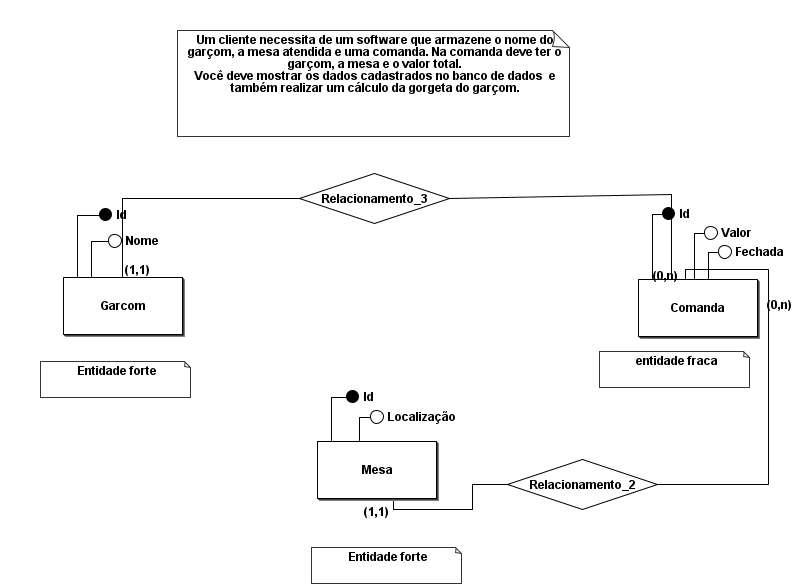 Um cliente necessita de um software que armazene o nome do
garçom, a mesa atendida e uma comanda. Na comanda deve ter o
garçom, a mesa e o valor total.
Você deve mostrar os dados cadastrados no banco de dados e
também realizar um cálculo da gorgeta do garçom.
Relacionamento_3
Id
Nome
(1,1)
Garcom
Entidade forte
Id
Valor
Fechada
(0,n)
Comanda
(0,n)
entidade fraca
Id
Localização
Mesa
(1,1)
Relacionamento_2
Entidade forte